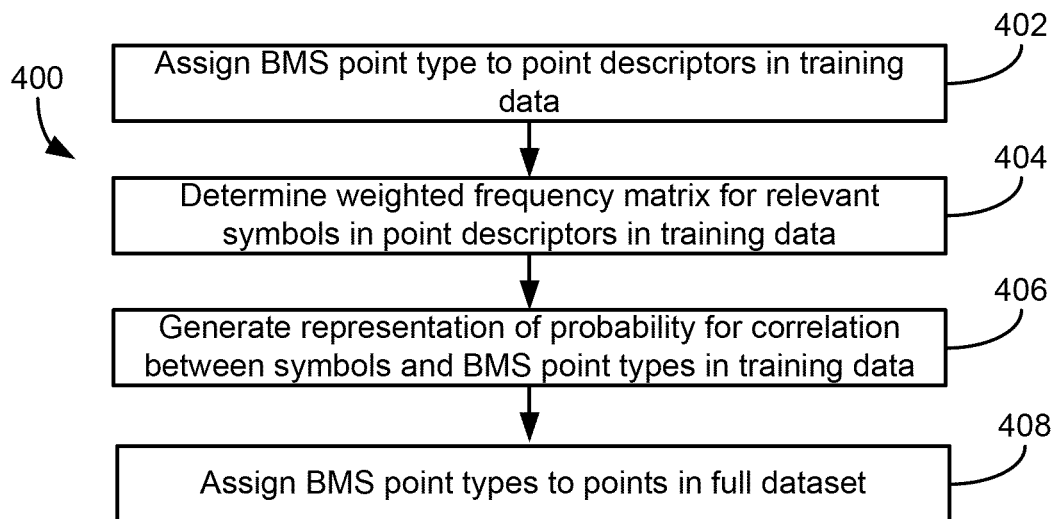 402
Assign BMS point type to point descriptors in training
data
400
404
Determine weighted frequency matrix for relevant
symbols in point descriptors in training data
406
Generate representation of probability for correlation
between symbols and BMS point types in training data
408
Assign BMS point types to points in full dataset